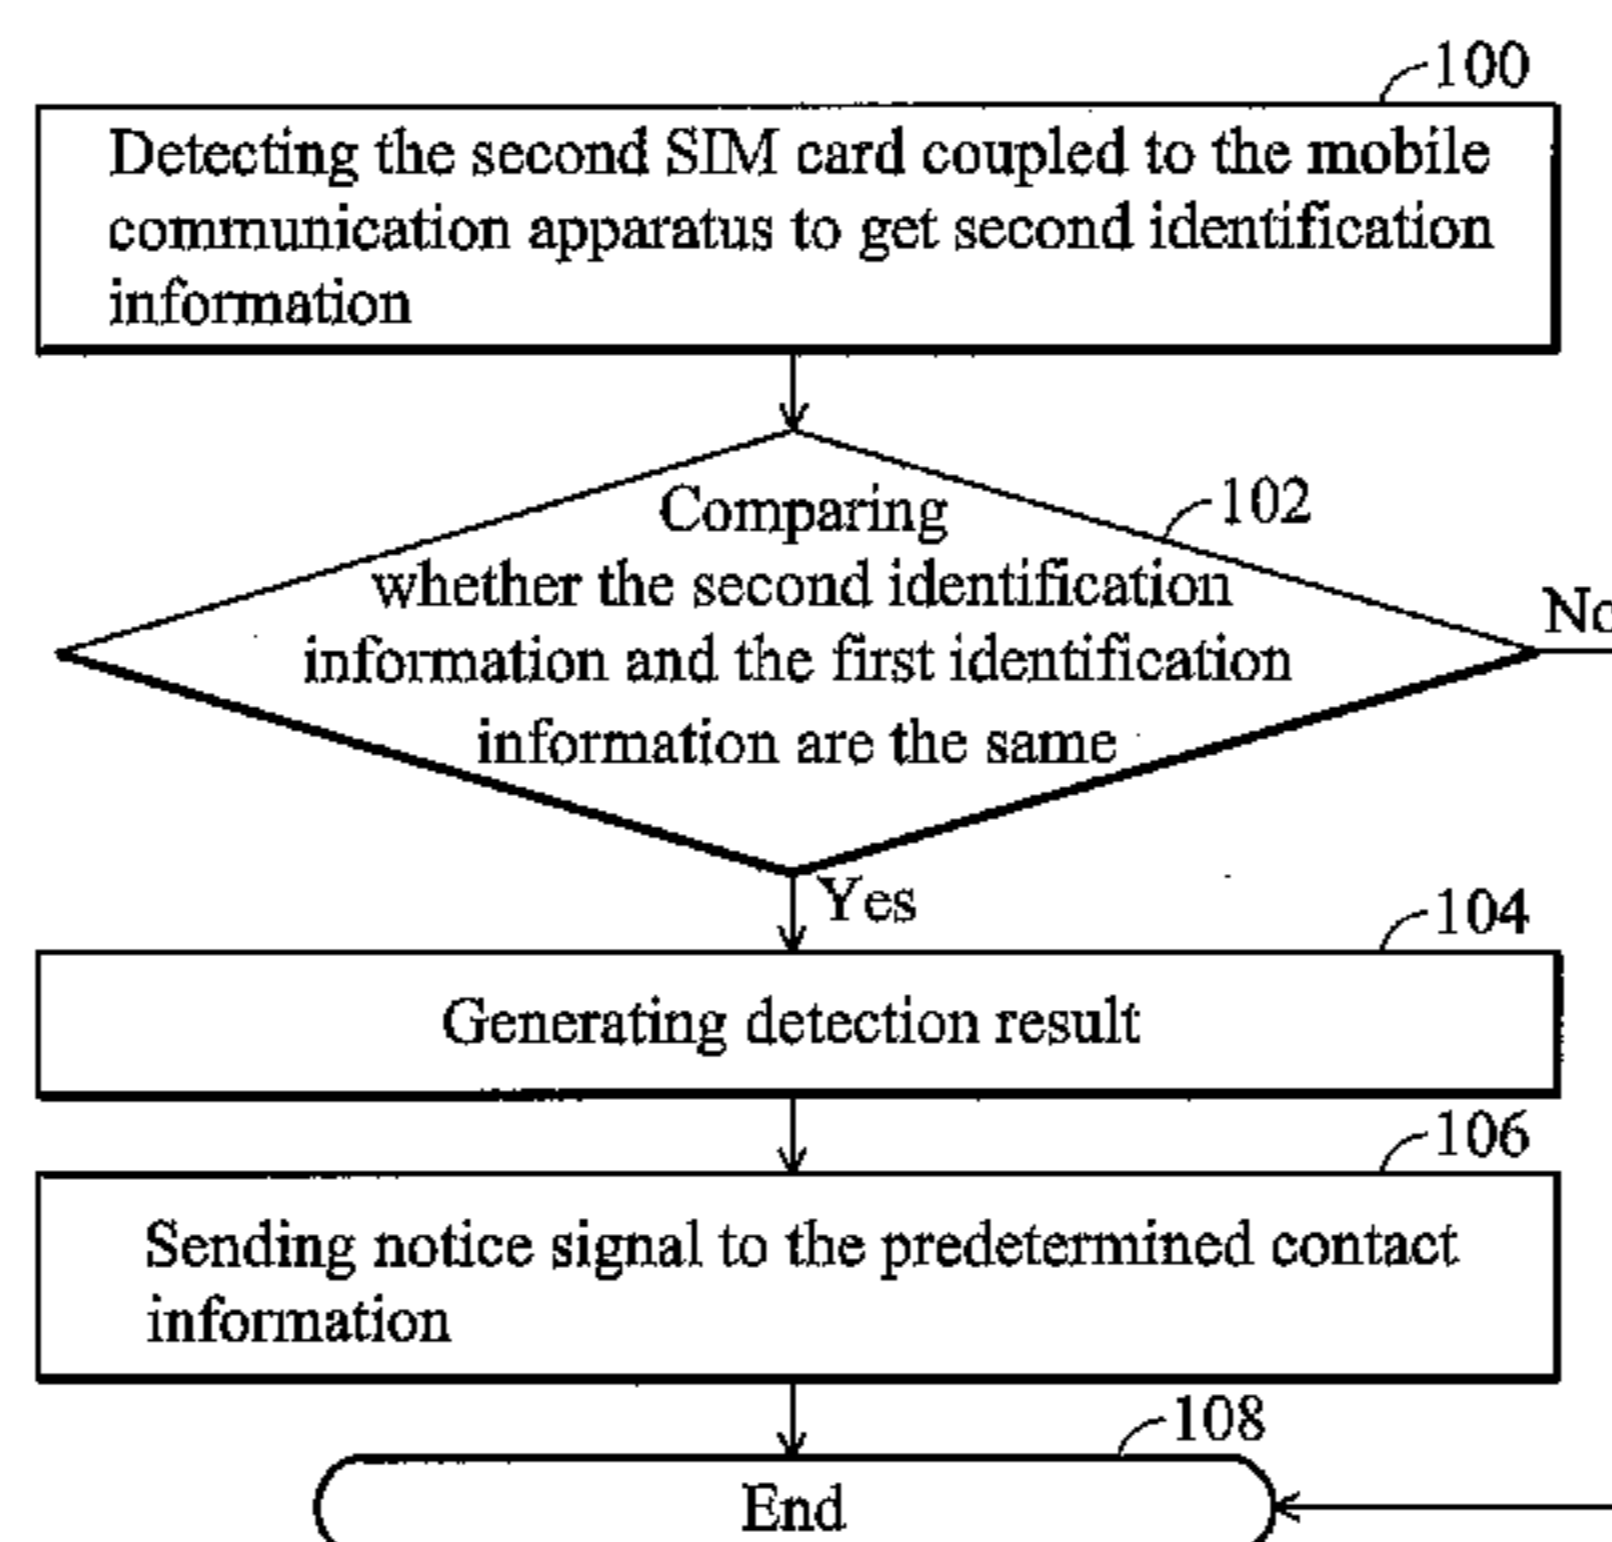 100
Detecting the second SIM card coupled to the mobile
communication apparatus to get second identification
information
102
Comparing
whether the second identification
information and the first identification
information are the same
No
Yes
104
Generating detection result
106
Sending notice signal to the predetermined contact
information
108
End